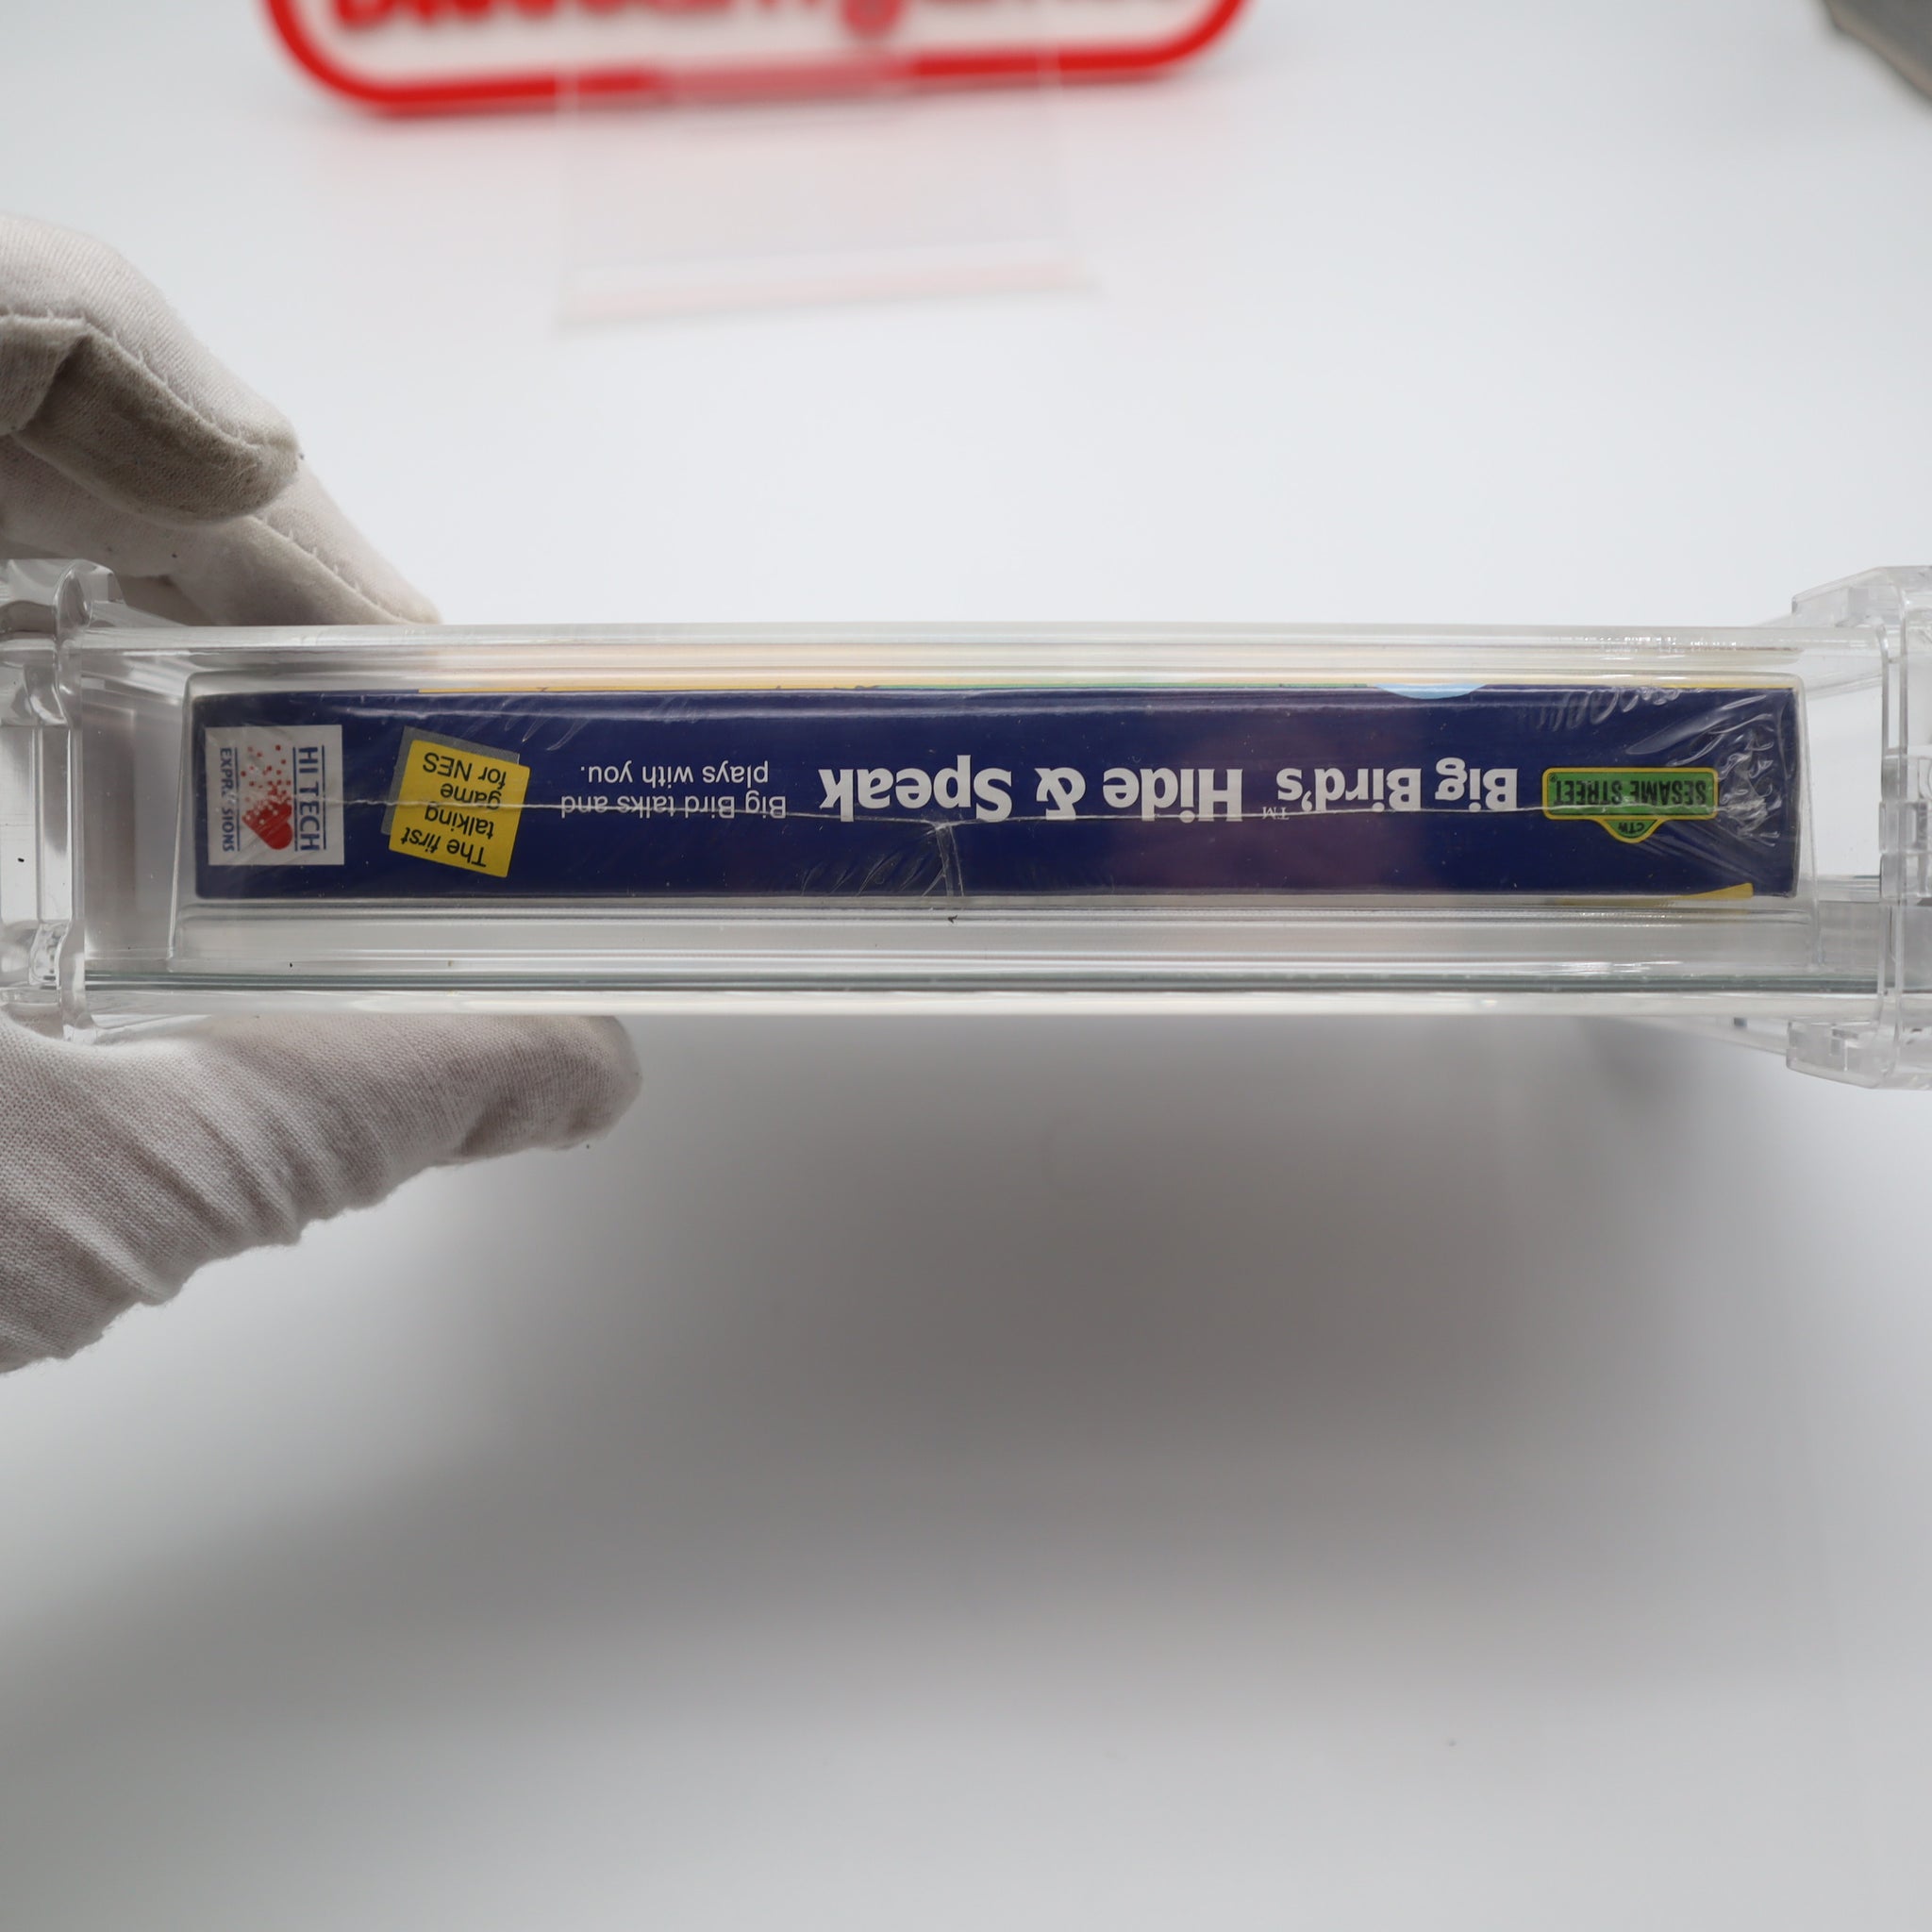 SESAME STREET
CTW
Big Bird's™ Hide & Speak
Big Bird talks and
plays with you.
The first
talking
game
for NES
HI TECH
EXPRESSIONS